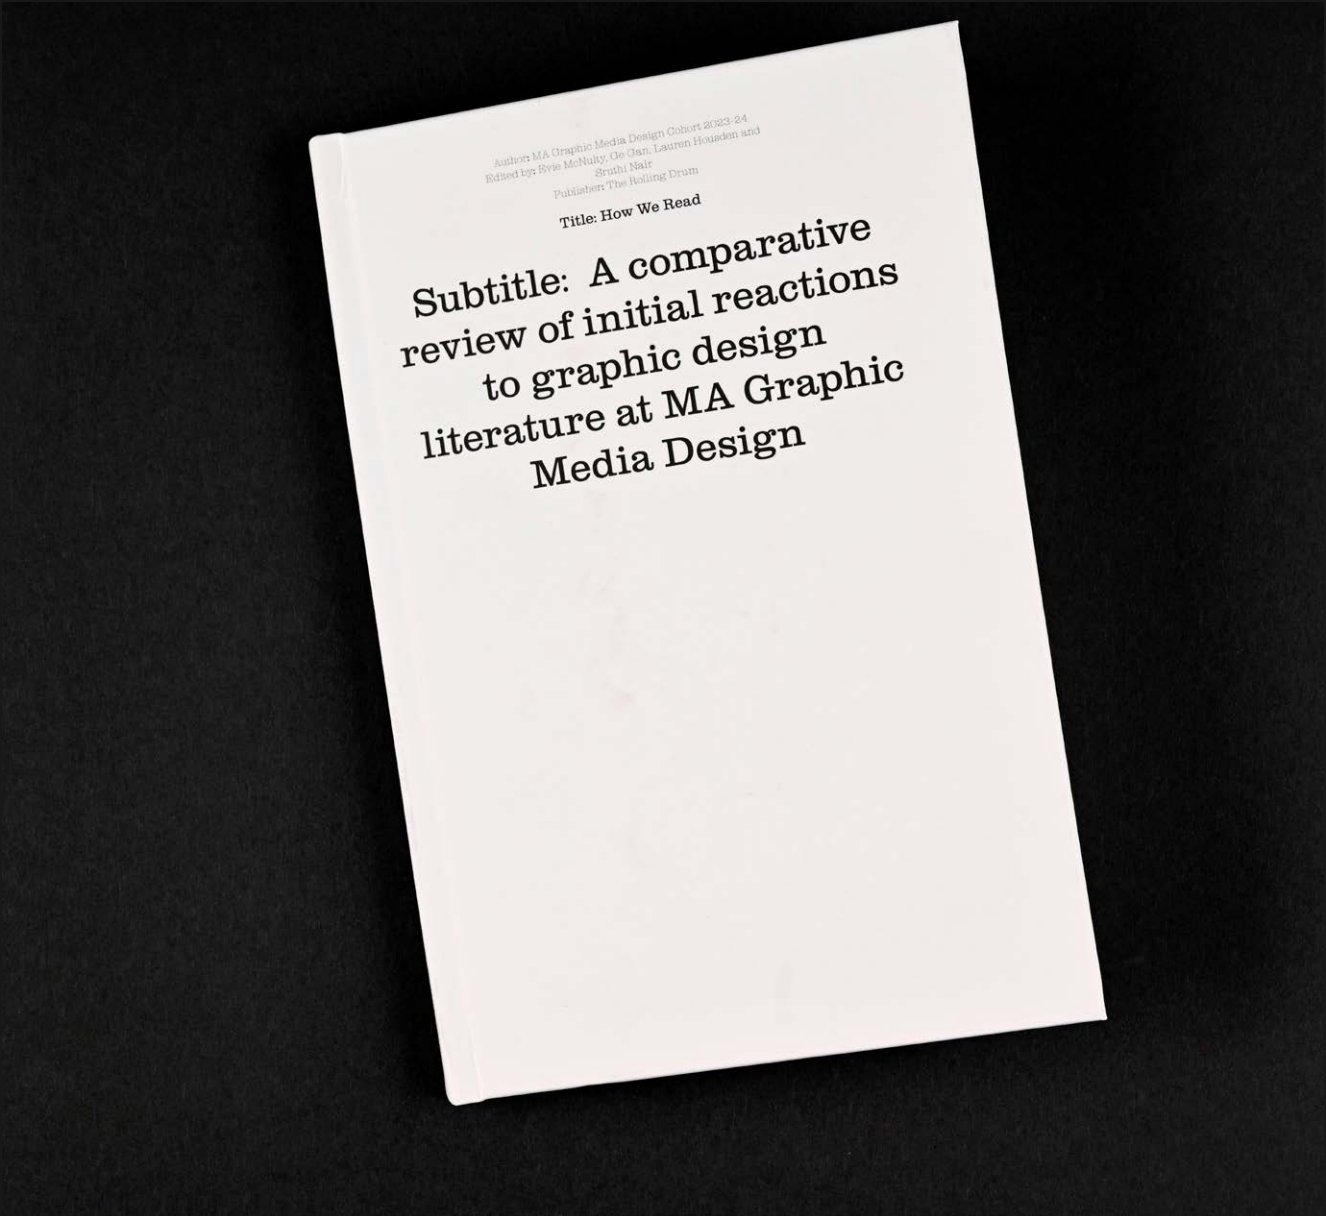 Author: MA Graphic Media Design Cohort 2023-24
Edited by: Evie McNulty, Ge Gan, Lauren Housden and
Sruthi Nair
Publisher: The Rolling Drum
Title: How We Read
Subtitle: A comparative
review of initial reactions
to graphic design
literature at MA Graphic
Media Design